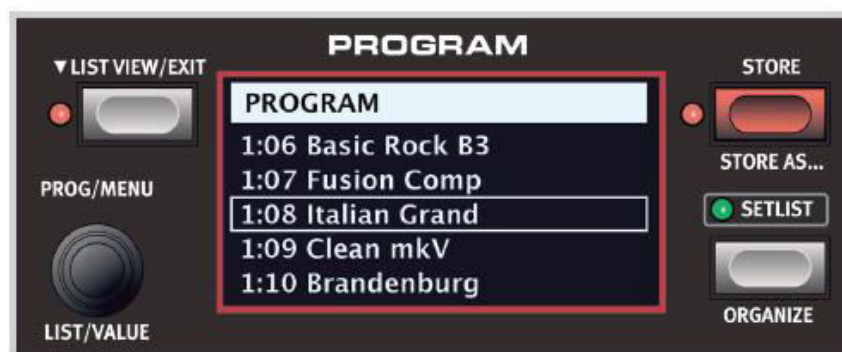 PROGRAM
▼LIST VIEW/EXIT
STORE
PROGRAM
1:06 Basic Rock B3
1:07 Fusion Comp
1:08 Italian Grand
1:09 Clean mkV
1:10 Brandenburg
STORE AS...
PROG/MENU
SETLIST
LIST/VALUE
ORGANIZE